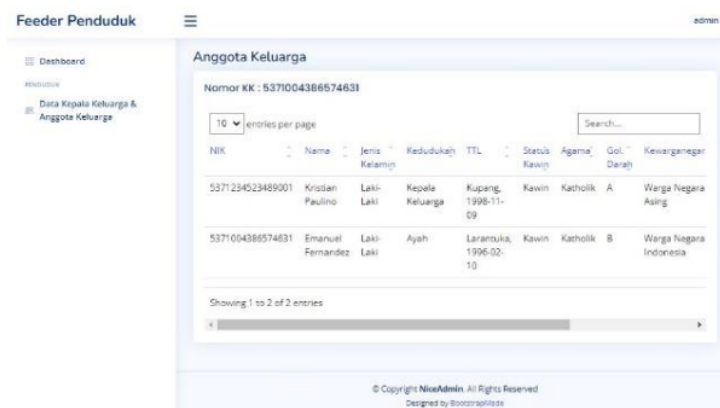 Feeder Penduduk
admin
Dashboard
PENDUDUK
Data Kepala Keluarga &
Anggota Keluarga
Anggota Keluarga
Nomor KK : 5371004386574631
10 entries per page
Search...
NIK Nama Jenis Kelamin Kedudukan TTL Status Kawin Agama Gol. Darah Kewarganegar
5371234523489001 Kristian Paulino Laki-Laki Kepala Keluarga Kupang, 1998-11-09 Kawin Katholik A Warga Negara Asing
5371004386574631 Emanuel Fernandez Laki-Laki Ayah Larantuka, 1996-02-10 Kawin Katholik B Warga Negara Indonesia
Showing 1 to 2 of 2 entries
© Copyright NiceAdmin. All Rights Reserved
Designed by BootstrapMade